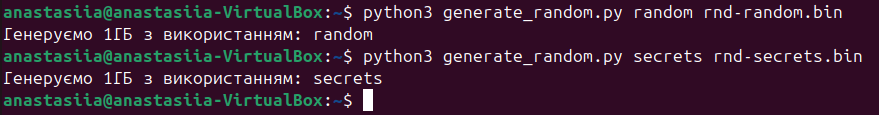 anastasiia@anastasiia-VirtualBox:~$ python3 generate_random.py random rnd-random.bin
Генеруємо 1ГБ з використанням: random
anastasiia@anastasiia-VirtualBox:~$ python3 generate_random.py secrets rnd-secrets.bin
Генеруємо 1ГБ з використанням: secrets
anastasiia@anastasiia-VirtualBox:~$